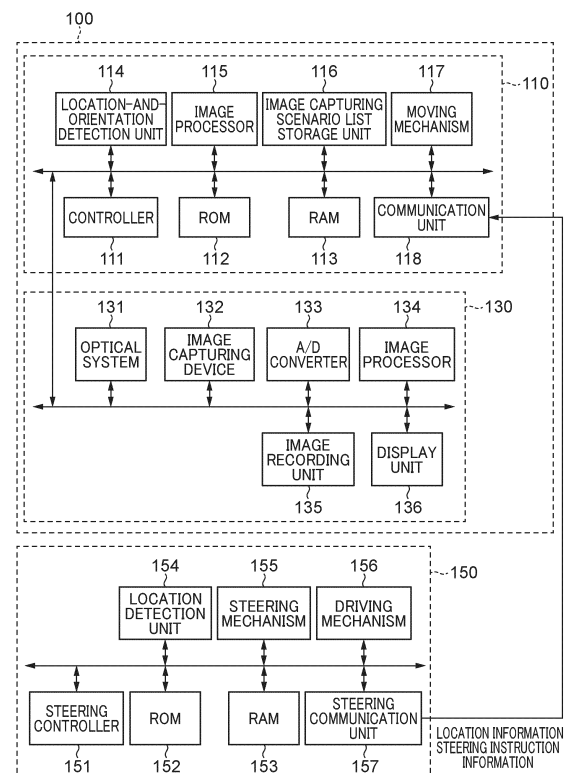 100
114
115
116
117
110
LOCATION-AND-
ORIENTATION
DETECTION UNIT
IMAGE
PROCESSOR
IMAGE CAPTURING
SCENARIO LIST
STORAGE UNIT
MOVING
MECHANISM
CONTROLLER
ROM
RAM
COMMUNICATION
UNIT
111
112
113
118
131
132
133
134
130
OPTICAL
SYSTEM
IMAGE
CAPTURING
DEVICE
A/D
CONVERTER
IMAGE
PROCESSOR
IMAGE
RECORDING
UNIT
DISPLAY
UNIT
135
136
154
155
156
150
LOCATION
DETECTION
UNIT
STEERING
MECHANISM
DRIVING
MECHANISM
STEERING
CONTROLLER
ROM
RAM
STEERING
COMMUNICATION
UNIT
151
152
153
157
LOCATION INFORMATION
STEERING INSTRUCTION
INFORMATION